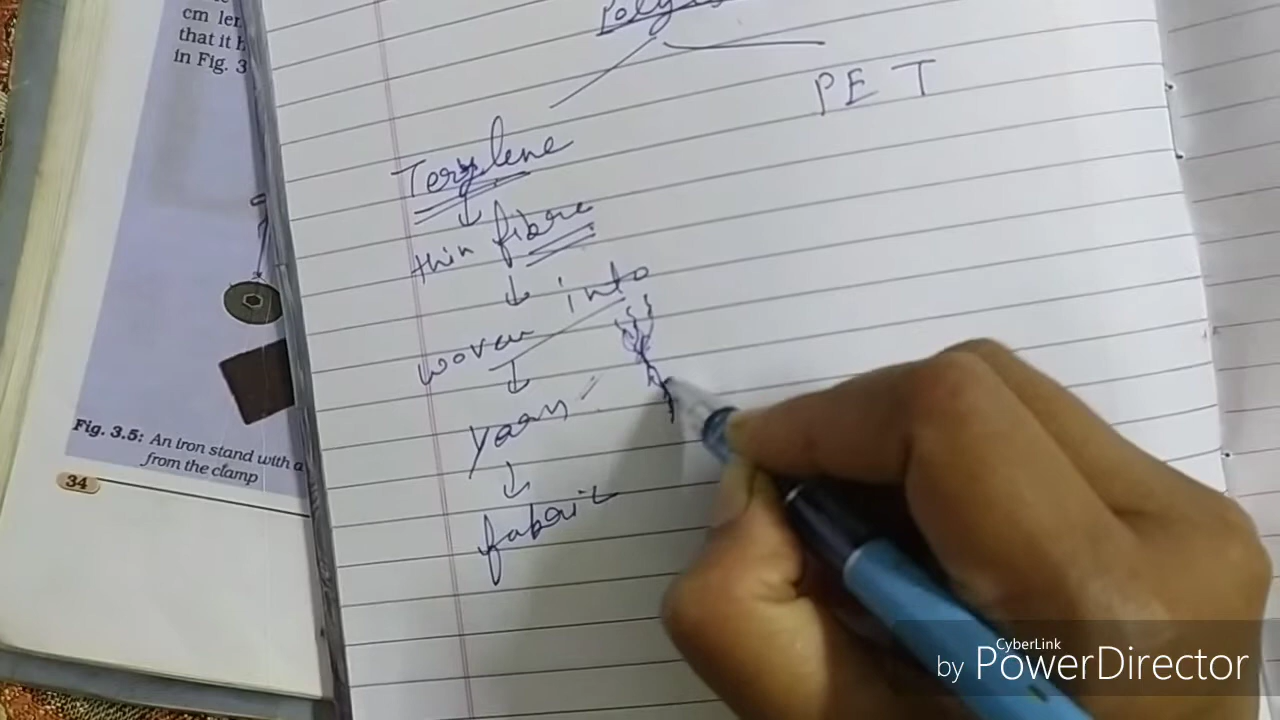 cm len
that it h
in Fig. 3
PET
Terylene
thin fibre
woven into
yarn
fabric
Fig. 3.5: An iron stand with a
from the clamp
34
CyberLink
by PowerDirector